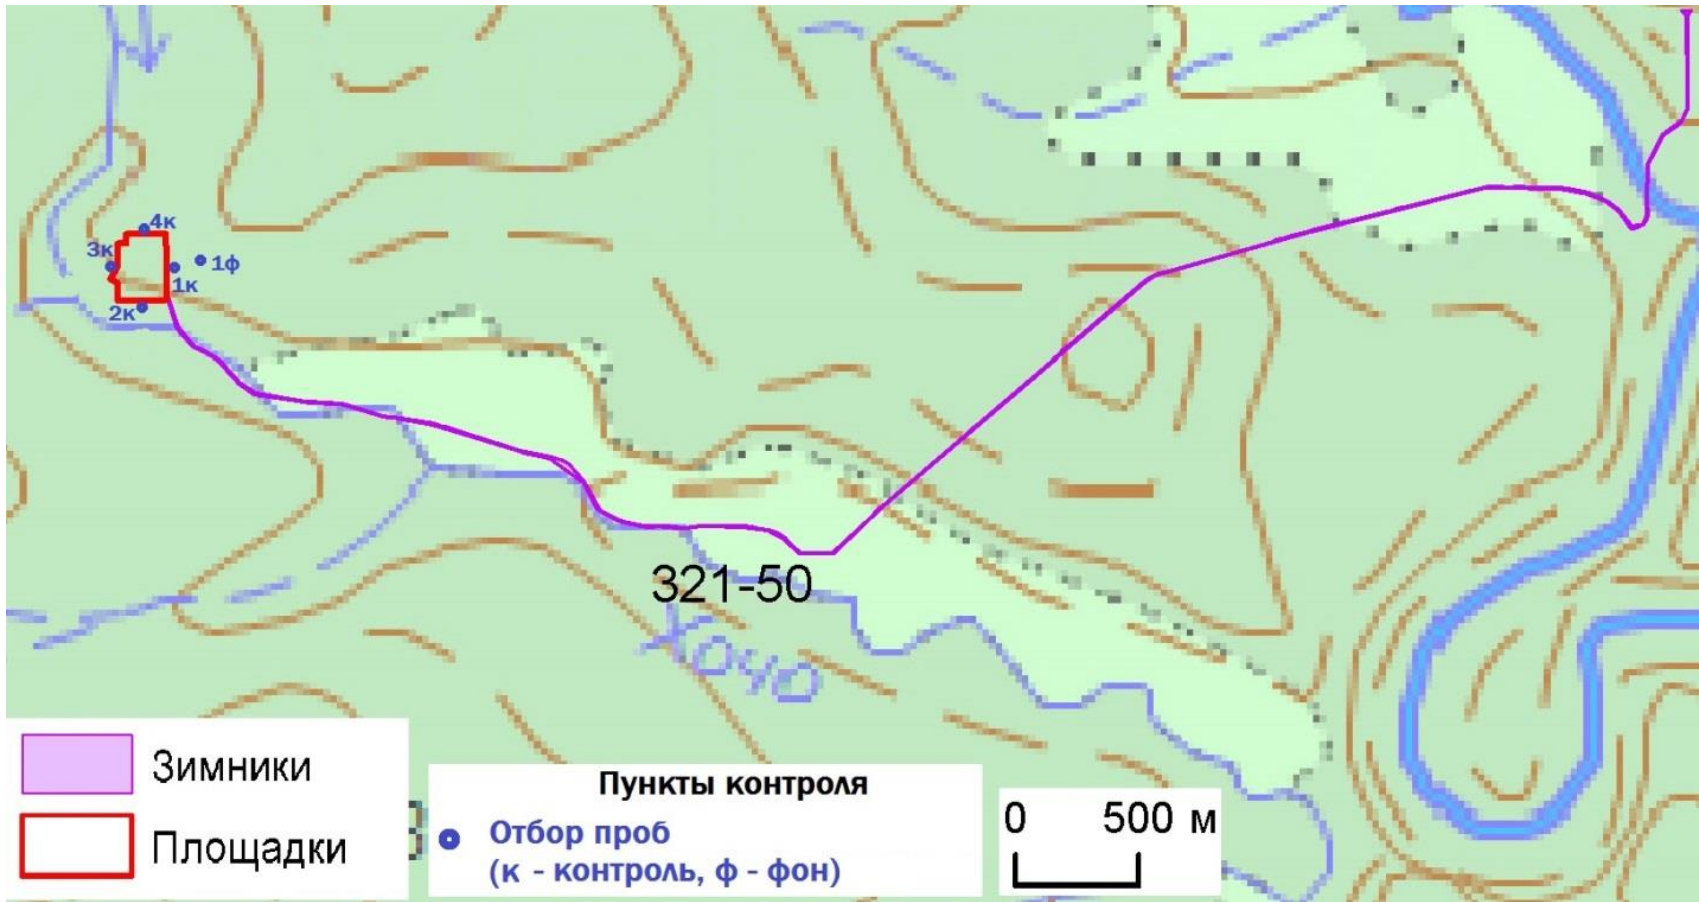 4к
3к
1ф
1к
2к
321-50
Хочо
Зимники
Площадки
Пункты контроля
Отбор проб
(к - контроль, ф - фон)
0 500 м